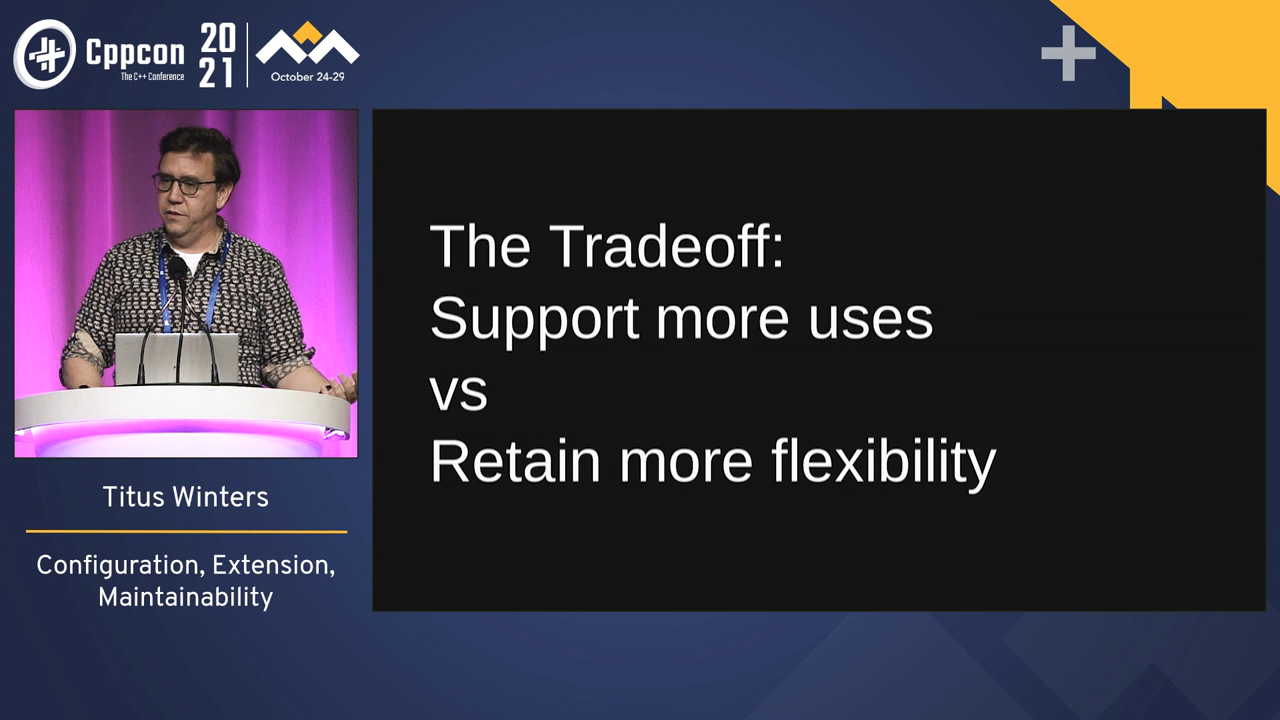 Cppcon
The C++ Conference
20
21
October 24-29
The Tradeoff:
Support more uses
vs
Retain more flexibility
Titus Winters
Configuration, Extension,
Maintainability